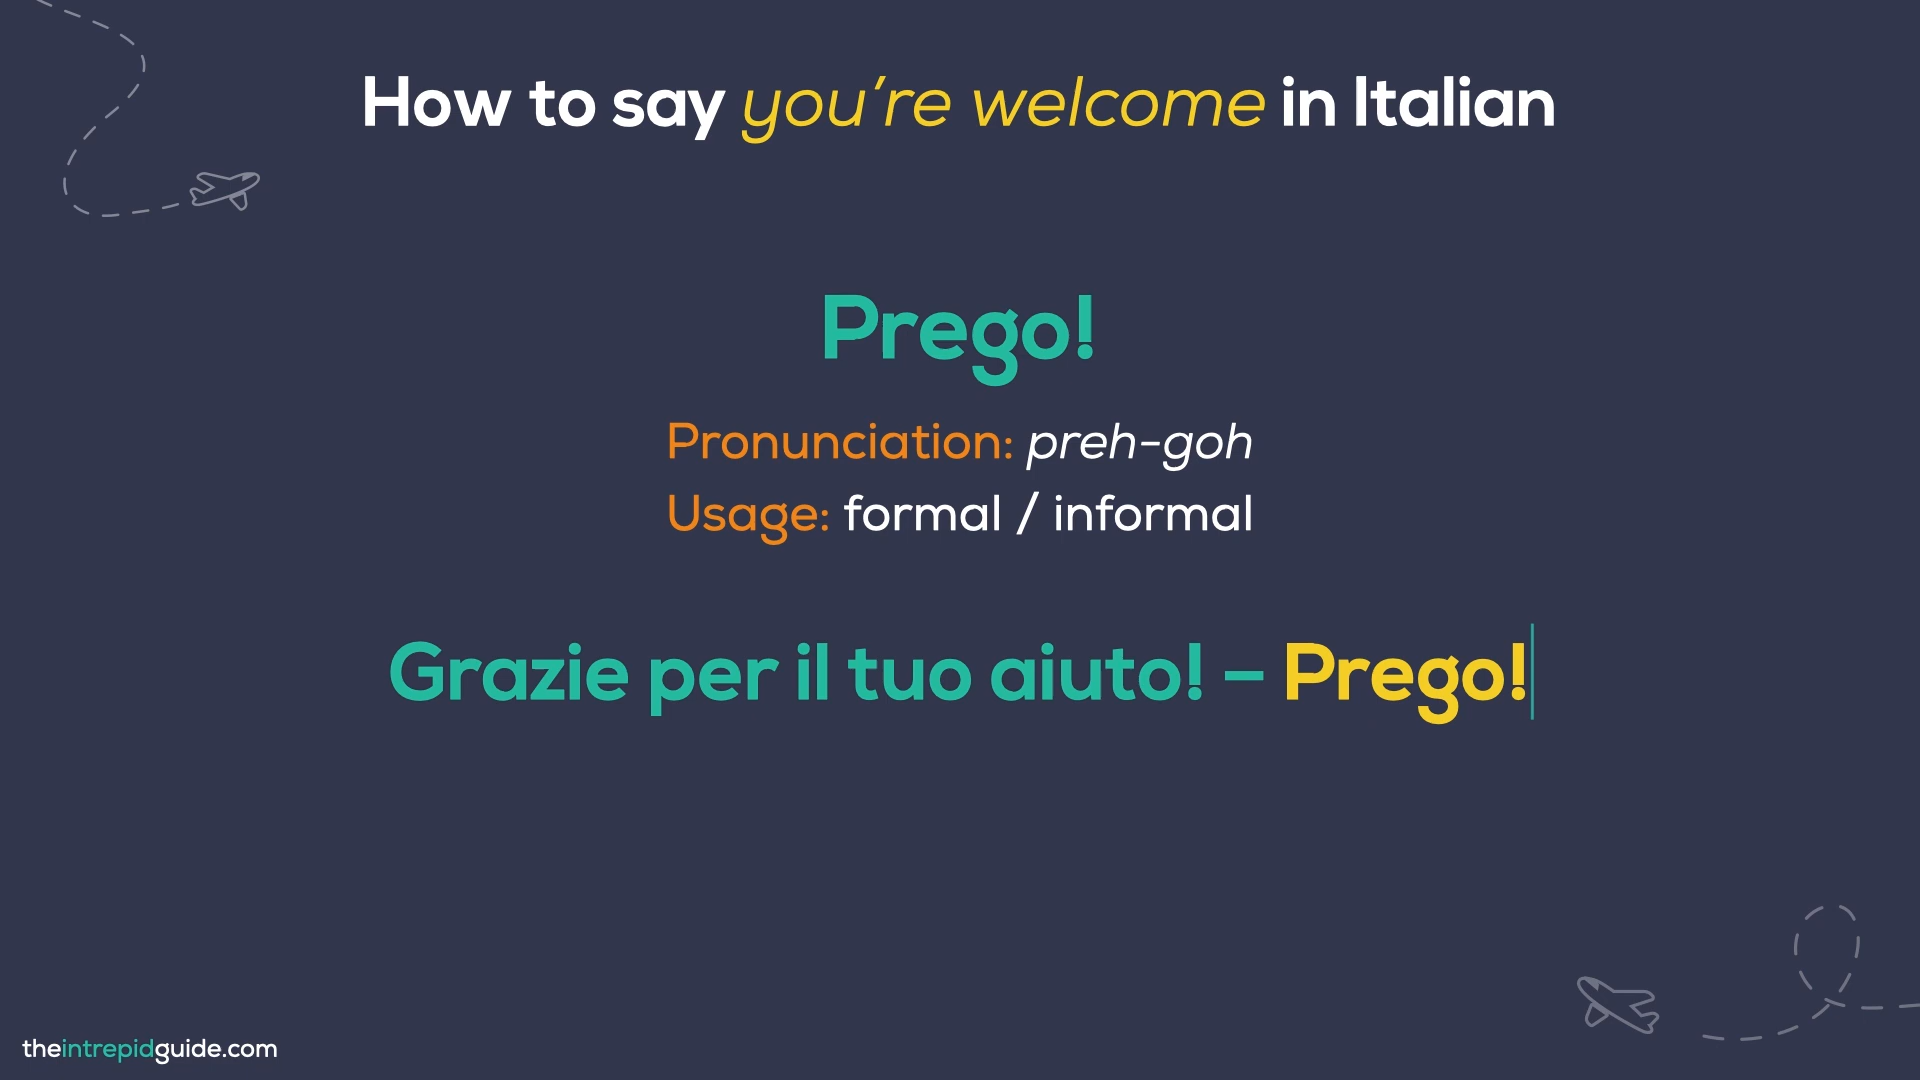 How to say you're welcome in Italian
Prego!
Pronunciation: preh-goh
Usage: formal / informal
Grazie per il tuo aiuto! – Prego!
theintrepidguide.com